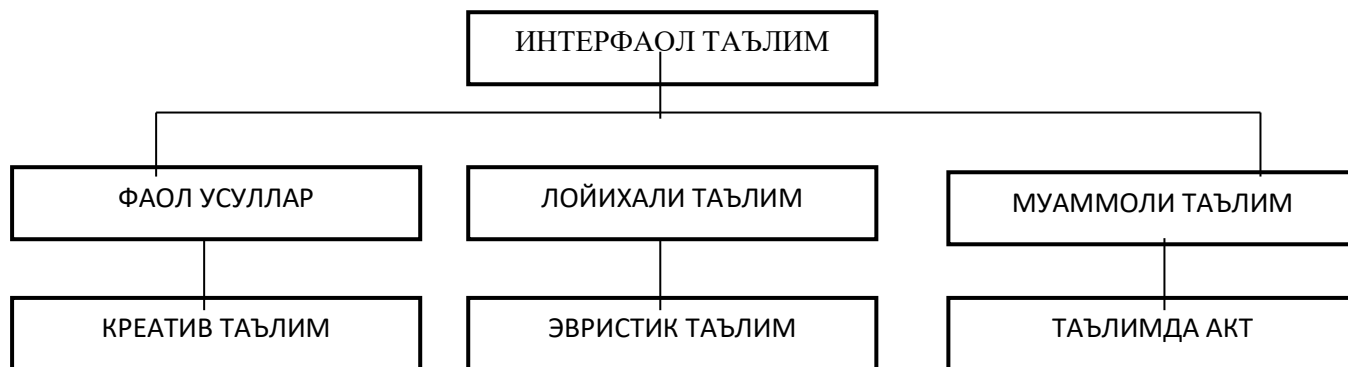 ИНТЕРФАОЛ ТАЪЛИМ
ФАОЛ УСУЛЛАР
ЛОЙИХАЛИ ТАЪЛИМ
МУАММОЛИ ТАЪЛИМ
КРЕАТИВ ТАЪЛИМ
ЭВРИСТИК ТАЪЛИМ
ТАЪЛИМДА АКТ